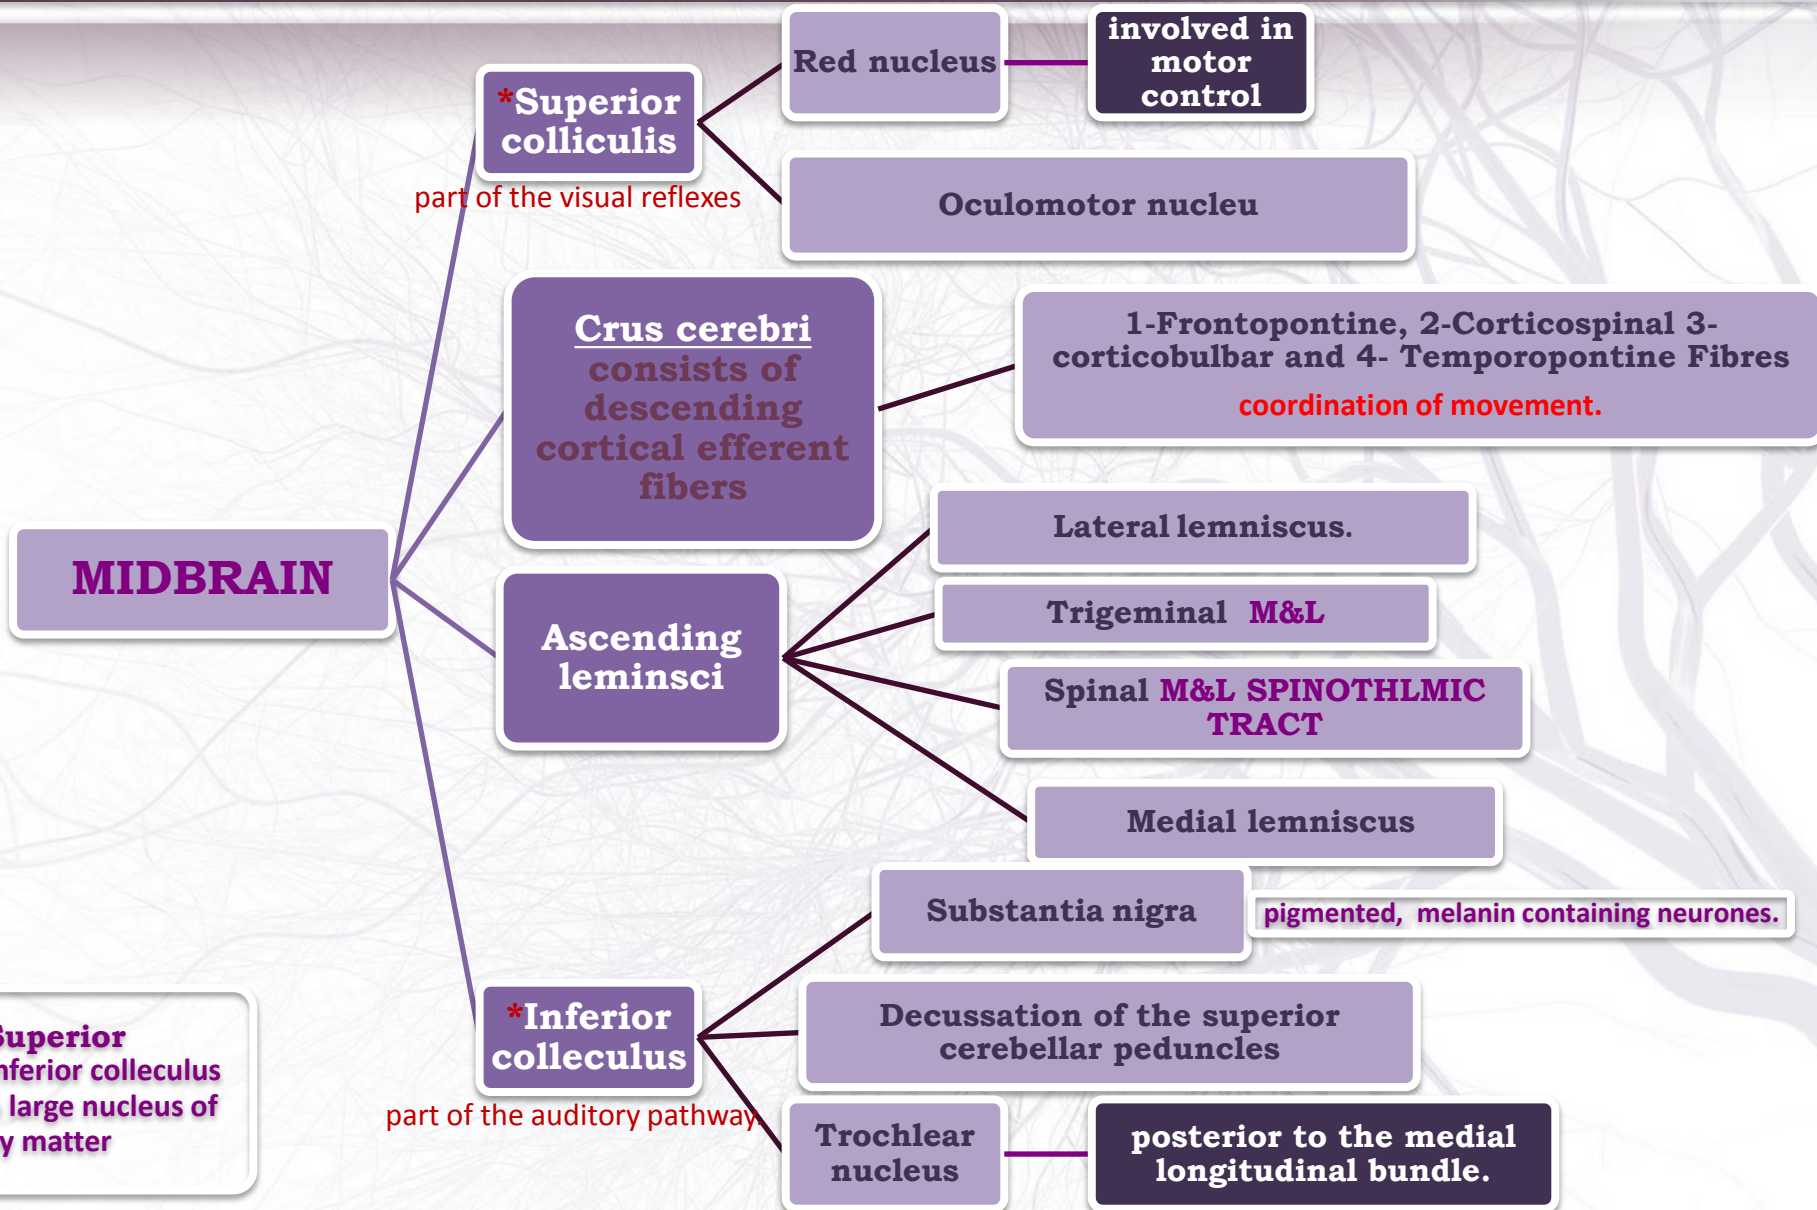 MIDBRAIN
*Superior
colliculis
part of the visual reflexes
Red nucleus
involved in
motor
control
Oculomotor nucleu
Crus cerebri
consists of
descending
cortical efferent
fibers
1-Frontopontine, 2-Corticospinal 3-
corticobulbar and 4- Temporopontine Fibres
coordination of movement.
Ascending
leminsci
Lateral lemniscus.
Trigeminal M&L
Spinal M&L SPINOTHLMIC
TRACT
Medial lemniscus
*Inferior
colleculus
part of the auditory pathway.
Substantia nigra
pigmented, melanin containing neurones.
Decussation of the superior
cerebellar peduncles
Trochlear
nucleus
posterior to the medial
longitudinal bundle.
Superior
nferior colleculus
large nucleus of
y matter